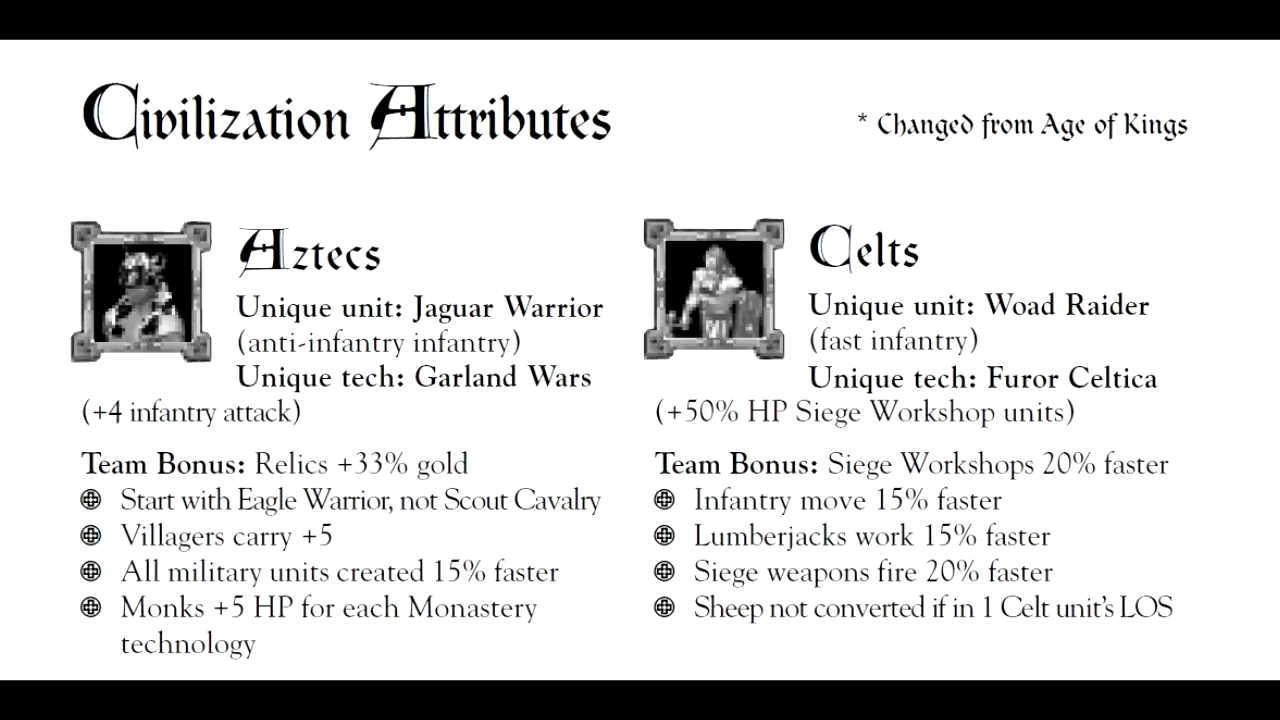 Civilization Attributes
* Changed from Age of Kings
Aztecs
Unique unit: Jaguar Warrior
(anti-infantry infantry)
Unique tech: Garland Wars
(+4 infantry attack)
Team Bonus: Relics +33% gold
Start with Eagle Warrior, not Scout Cavalry
Villagers carry +5
All military units created 15% faster
Monks +5 HP for each Monastery
technology
Celts
Unique unit: Woad Raider
(fast infantry)
Unique tech: Furor Celtica
(+50% HP Siege Workshop units)
Team Bonus: Siege Workshops 20% faster
Infantry move 15% faster
Lumberjacks work 15% faster
Siege weapons fire 20% faster
Sheep not converted if in 1 Celt unit's LOS